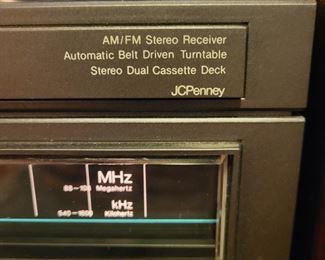 AM/FM Stereo Receiver
Automatic Belt Driven Turntable
Stereo Dual Cassette Deck
JCPenney
MHz
88-108 Megahertz
kHz
540-1600 Kilohertz